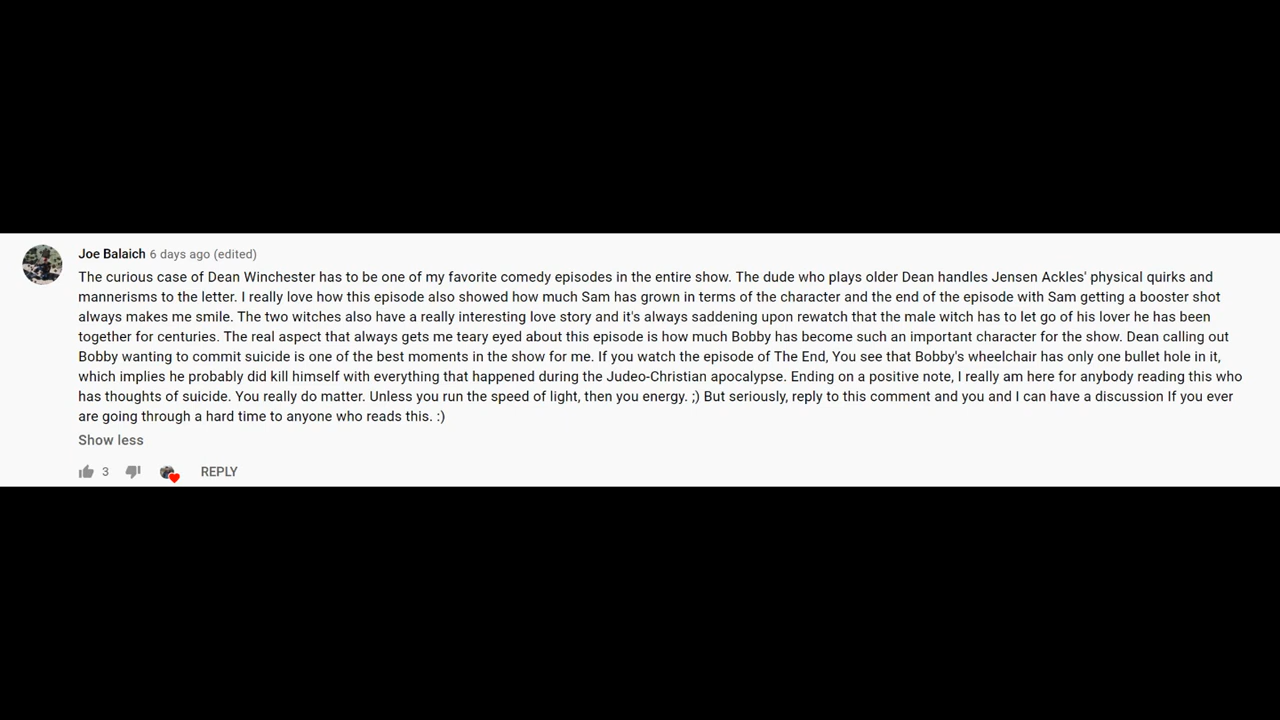 Joe Balaich 6 days ago (edited)
The curious case of Dean Winchester has to be one of my favorite comedy episodes in the entire show. The dude who plays older Dean handles Jensen Ackles' physical quirks and
mannerisms to the letter. I really love how this episode also showed how much Sam has grown in terms of the character and the end of the episode with Sam getting a booster shot
always makes me smile. The two witches also have a really interesting love story and it's always saddening upon rewatch that the male witch has to let go of his lover he has been
together for centuries. The real aspect that always gets me teary eyed about this episode is how much Bobby has become such an important character for the show. Dean calling out
Bobby wanting to commit suicide is one of the best moments in the show for me. If you watch the episode of The End, You see that Bobby's wheelchair has only one bullet hole in it,
which implies he probably did kill himself with everything that happened during the Judeo-Christian apocalypse. Ending on a positive note, I really am here for anybody reading this who
has thoughts of suicide. You really do matter. Unless you run the speed of light, then you energy. ;) But seriously, reply to this comment and you and I can have a discussion If you ever
are going through a hard time to anyone who reads this. :)
Show less
3 REPLY